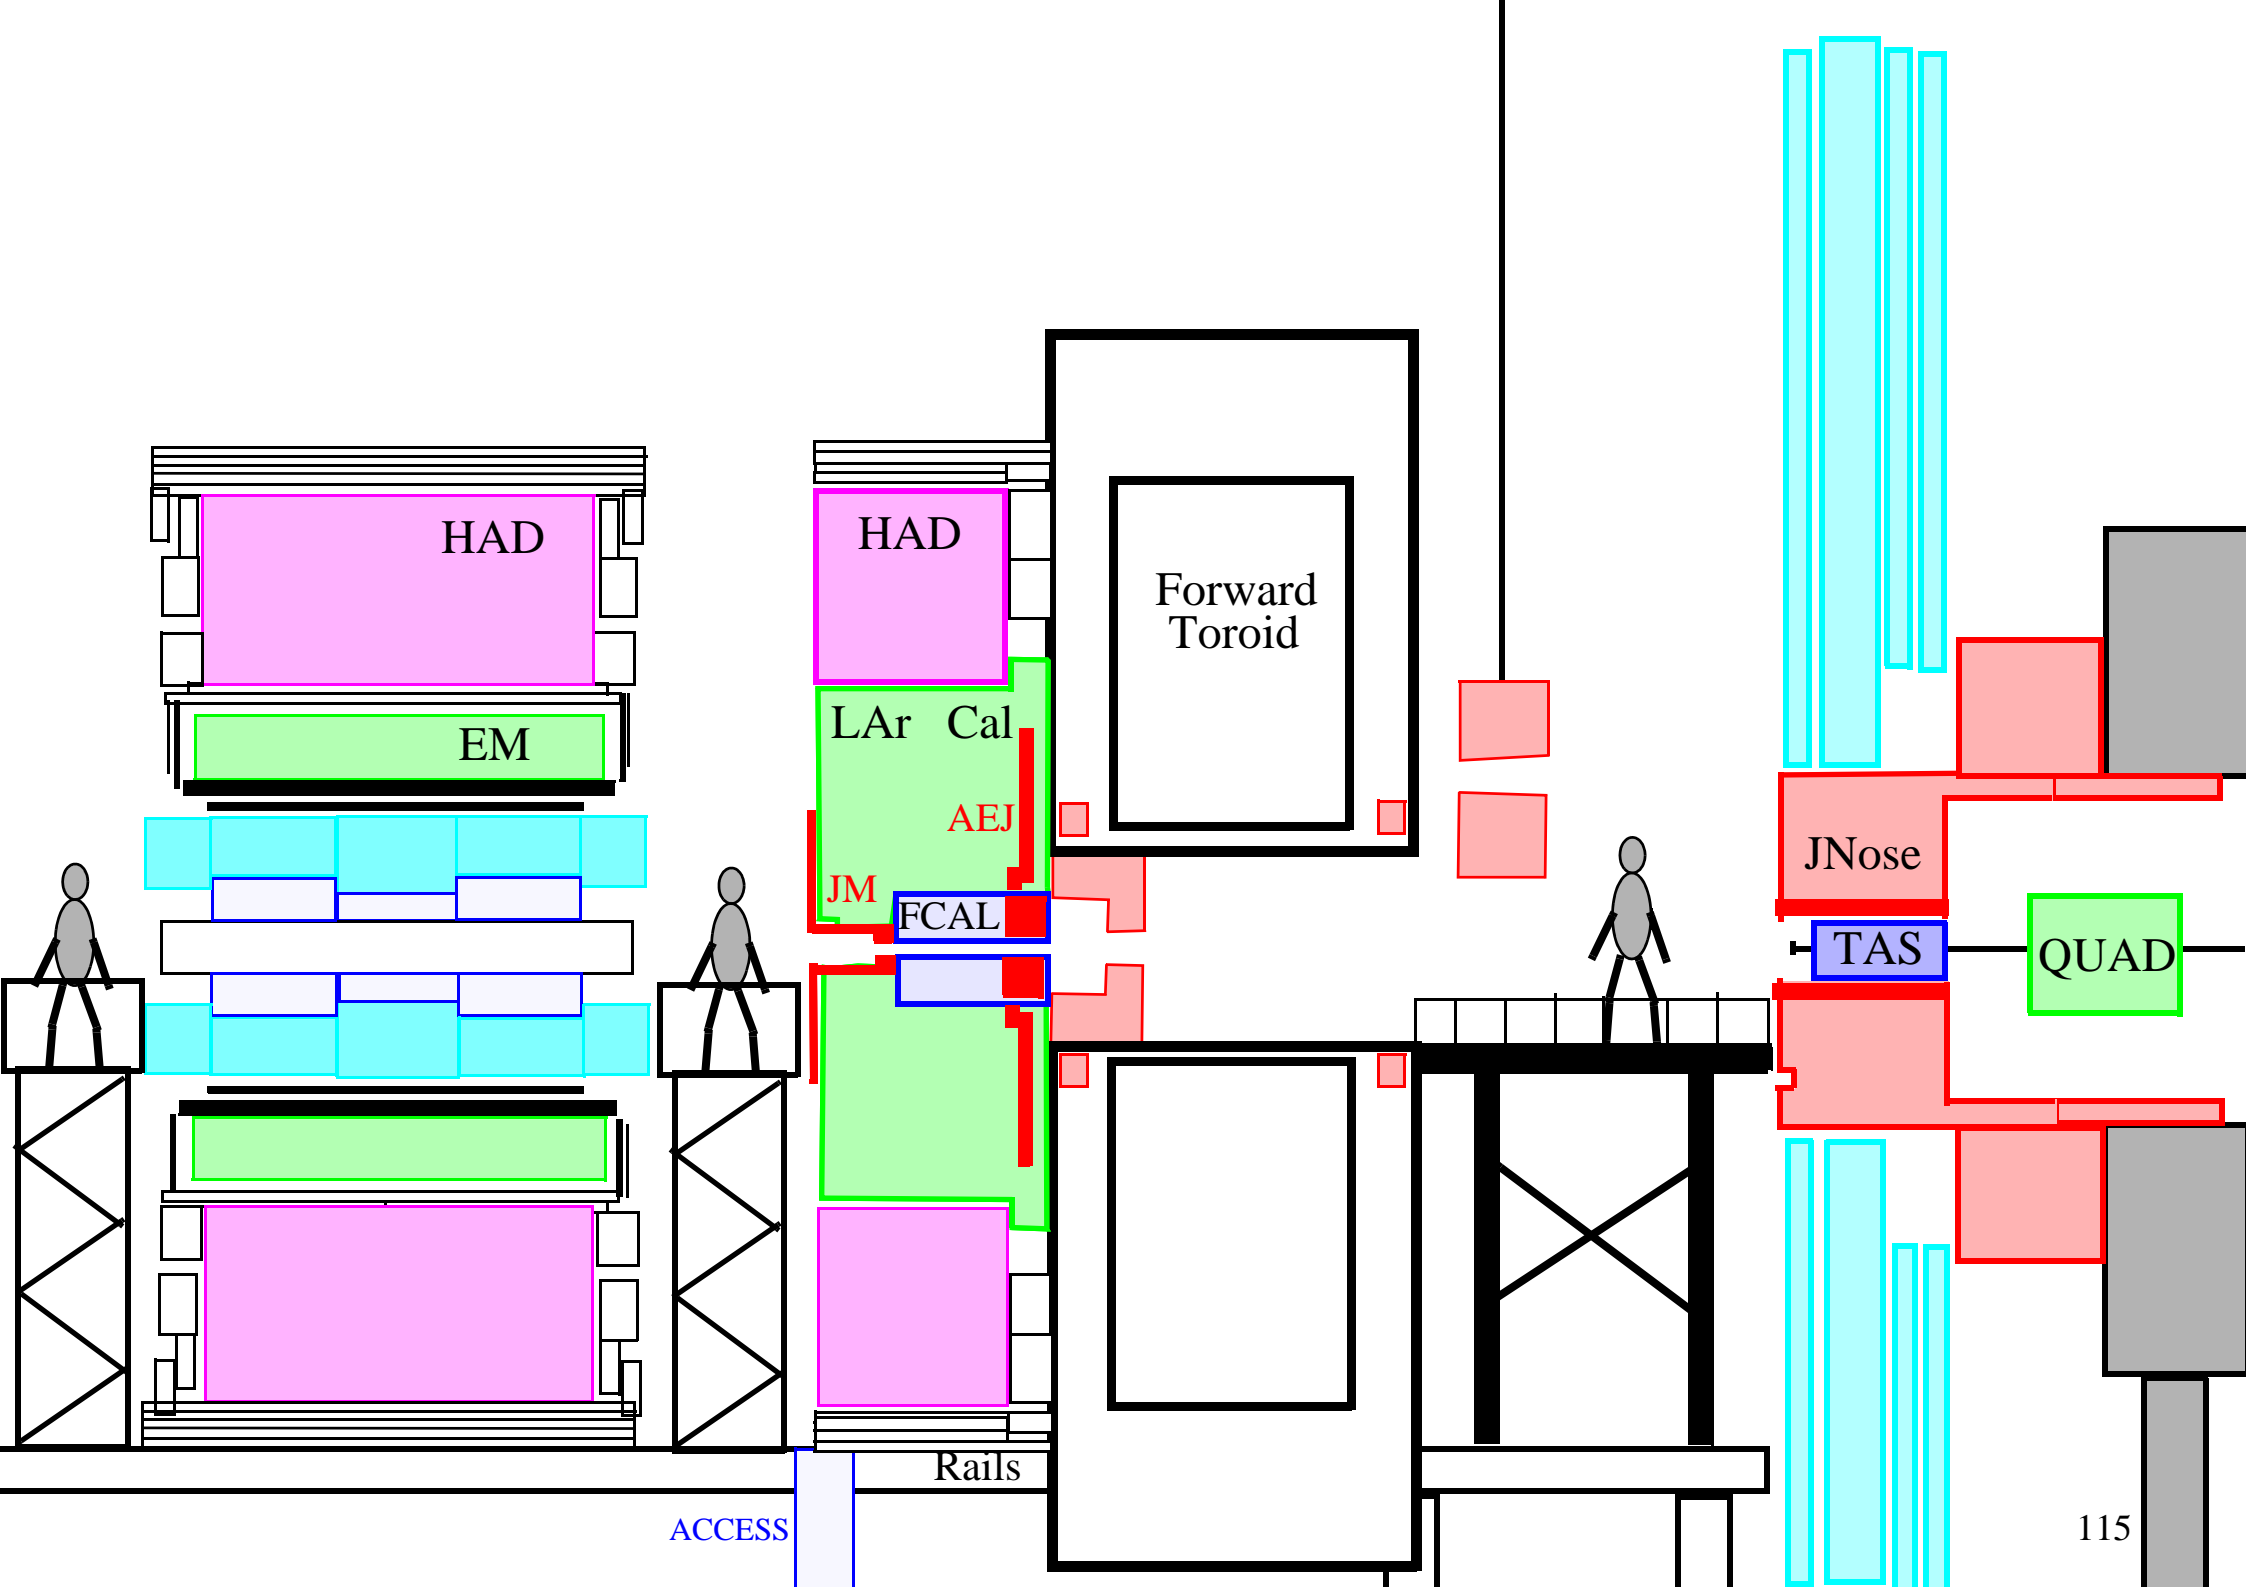 HAD
HAD
Forward
Toroid
EM
LAr Cal
AEJ
JM
FCAL
JNose
TAS
QUAD
Rails
ACCESS
115